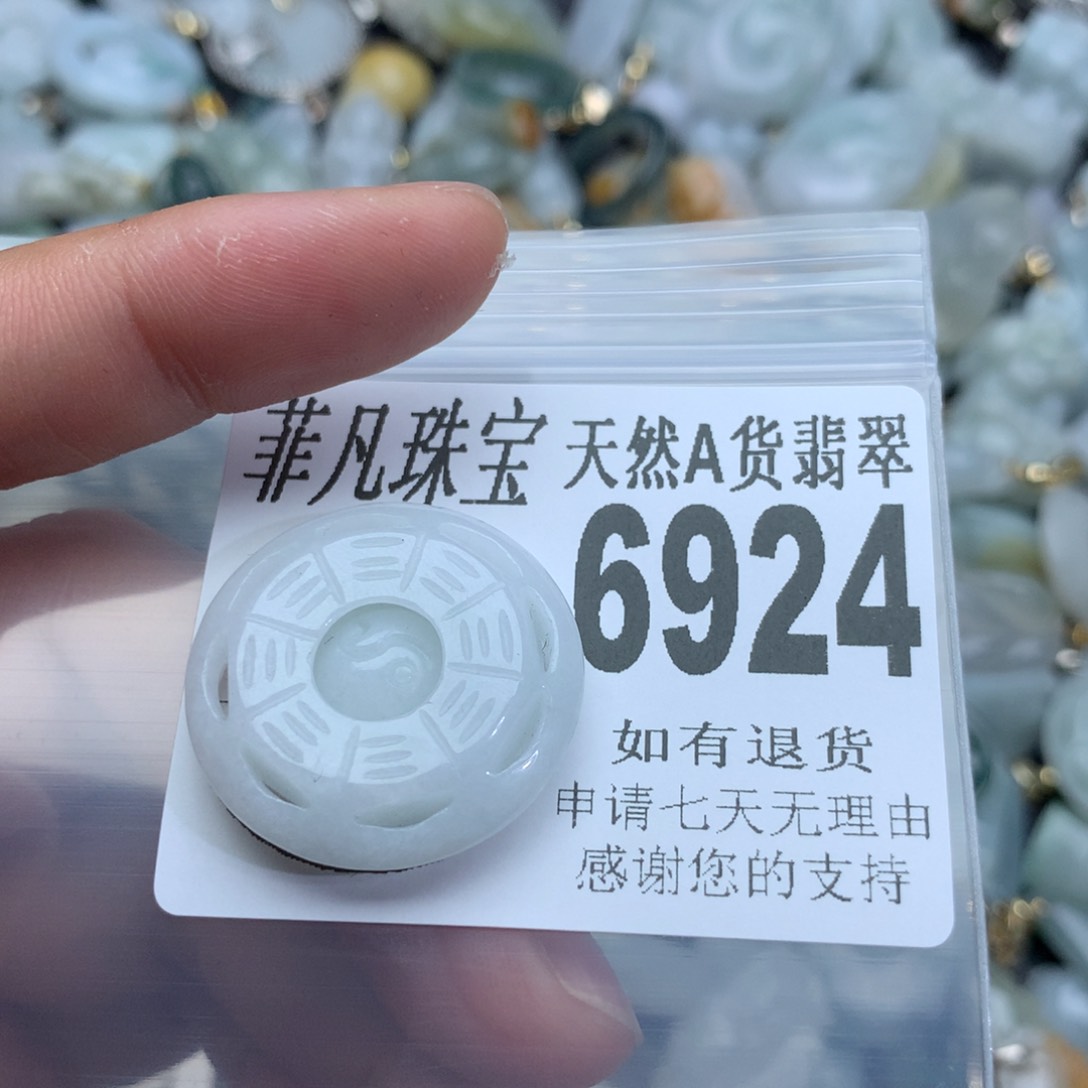 菲凡珠宝 天然A货翡翠
6924
如有退货
申请七天无理由
感谢您的支持